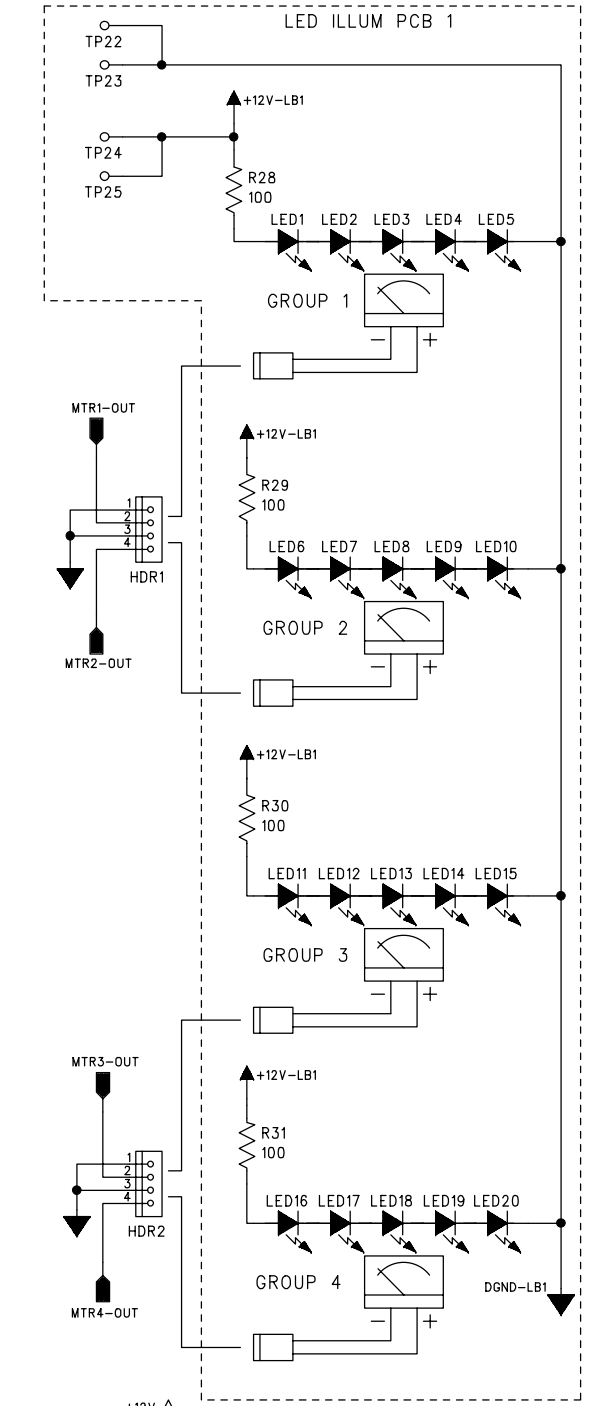 LED ILLUM PCB 1
TP22
TP23
+12V-LB1
TP24
TP25
R28
100
LED1 LED2 LED3 LED4 LED5
GROUP 1
- +
MTR1-OUT
+12V-LB1
R29
100
1
2
3
4
HDR1
LED6 LED7 LED8 LED9 LED10
GROUP 2
MTR2-OUT
- +
+12V-LB1
R30
100
LED11 LED12 LED13 LED14 LED15
GROUP 3
- +
MTR3-OUT
+12V-LB1
R31
100
1
2
3
4
HDR2
LED16 LED17 LED18 LED19 LED20
GROUP 4
DGND-LB1
MTR4-OUT
- +